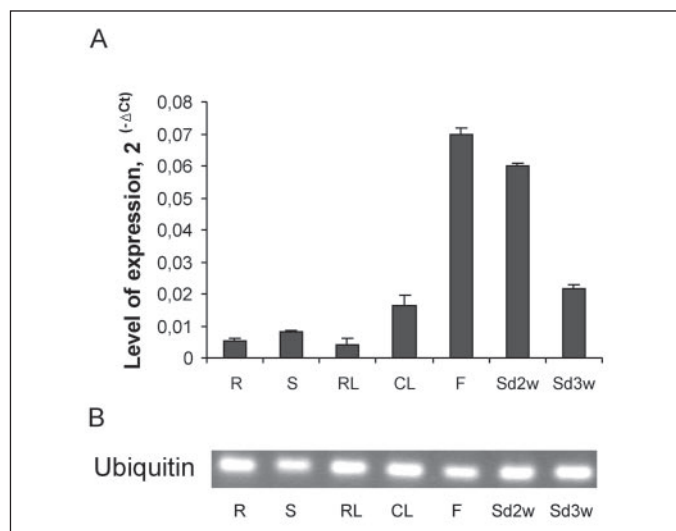 A
Level of expression, 2 (-ΔCt)
0,08
0,07
0,06
0,05
0,04
0,03
0,02
0,01
0
R S RL CL F Sd2w Sd3w
B
Ubiquitin
R S RL CL F Sd2w Sd3w